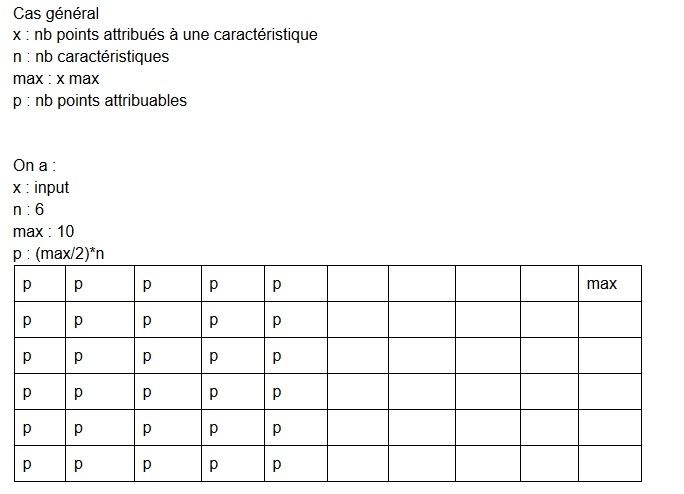 Cas général
x : nb points attribués à une caractéristique
n : nb caractéristiques
max : x max
p : nb points attribuables
On a :
x : input
n : 6
max : 10
p : (max/2)*n
p p p p p max
p p p p p
p p p p p
p p p p p
p p p p p
p p p p p